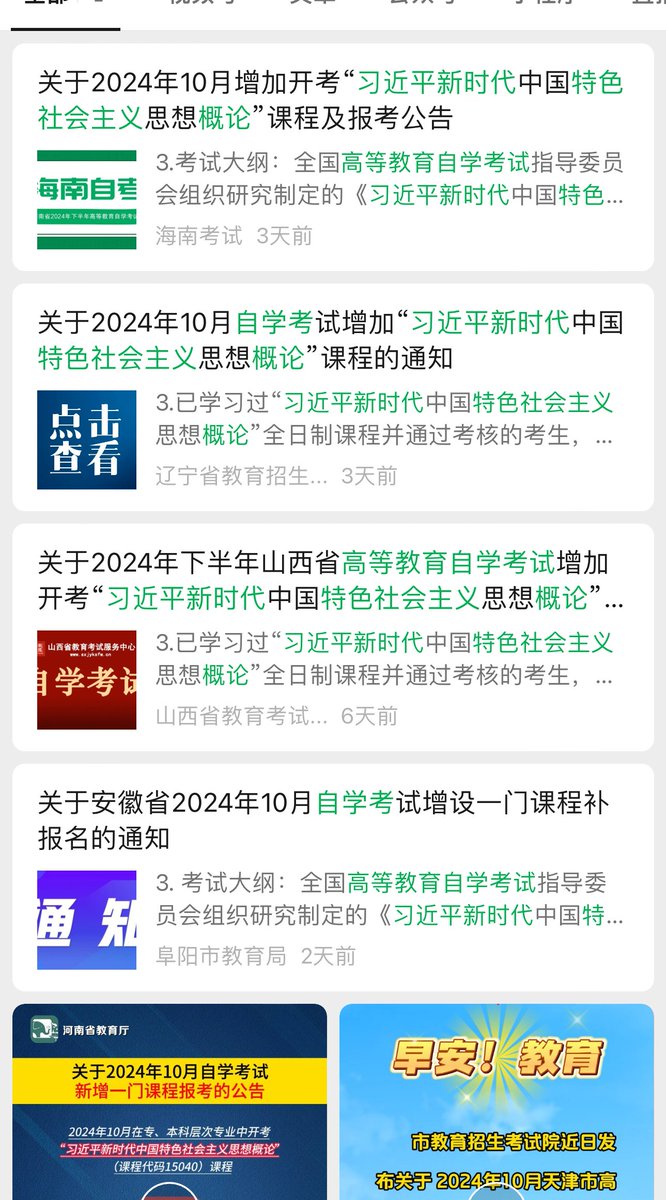 关于2024年10月增加开考“习近平新时代中国特色
社会主义思想概论”课程及报考公告
海南自考
南省2024年下半年高等教育自学考试
3.考试大纲：全国高等教育自学考试指导委员
会组织研究制定的《习近平新时代中国特色...
海南考试 3天前
关于2024年10月自学考试增加“习近平新时代中国
特色社会主义思想概论”课程的通知
点击
查看
3.已学习过“习近平新时代中国特色社会主义
思想概论”全日制课程并通过考核的考生，...
辽宁省教育招生... 3天前
关于2024年下半年山西省高等教育自学考试增加
开考“习近平新时代中国特色社会主义思想概论”...
山西省教育考试服务中心
www.sxjyksfw.cn
自学考试
3.已学习过“习近平新时代中国特色社会主义
思想概论”全日制课程并通过考核的考生，...
山西省教育考试... 6天前
关于安徽省2024年10月自学考试增设一门课程补
报名的通知
通 知
3. 考试大纲：全国高等教育自学考试指导委
员会组织研究制定的《习近平新时代中国特...
阜阳市教育局 2天前
河南省教育厅
关于2024年10月自学考试
新增一门课程报考的公告
2024年10月在专、本科层次专业中开考
“习近平新时代中国特色社会主义思想概论”
（课程代码15040）课程
早安！教育
市教育招生考试院近日发
布关于 2024年10月天津市高